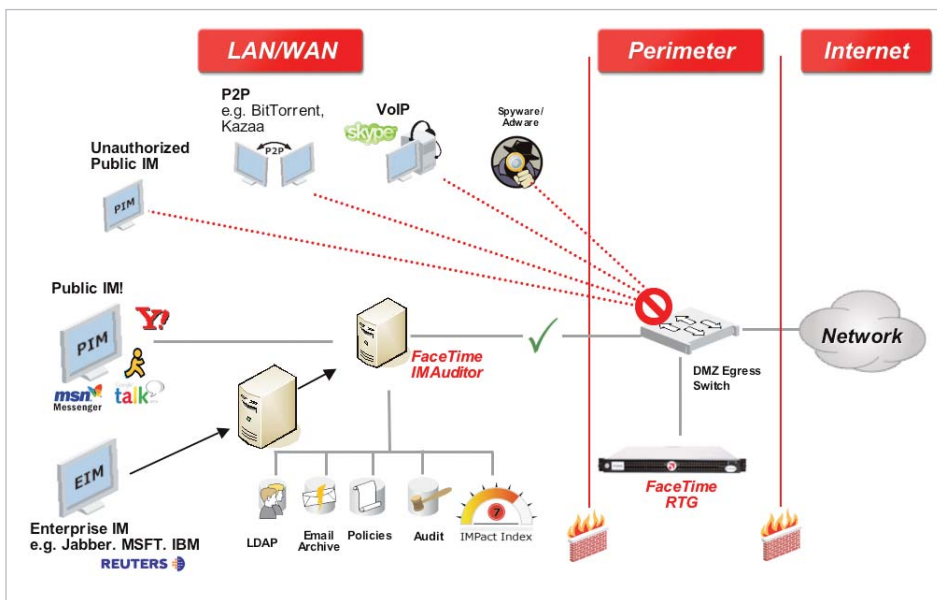 LAN/WAN
Perimeter
Internet
P2P
e.g. BitTorrent,
Kazaa
P2P
VoIP
skype
Spyware/
Adware
Unauthorized
Public IM
PIM
Public IM!
PIM
Y!
msn
Messenger
Google
talk
FaceTime
IMAuditor
DMZ Egress
Switch
Network
FaceTime
RTG
EIM
Enterprise IM
e.g. Jabber. MSFT. IBM
REUTERS
LDAP
Email
Archive
Policies
Audit
7
IMPact Index